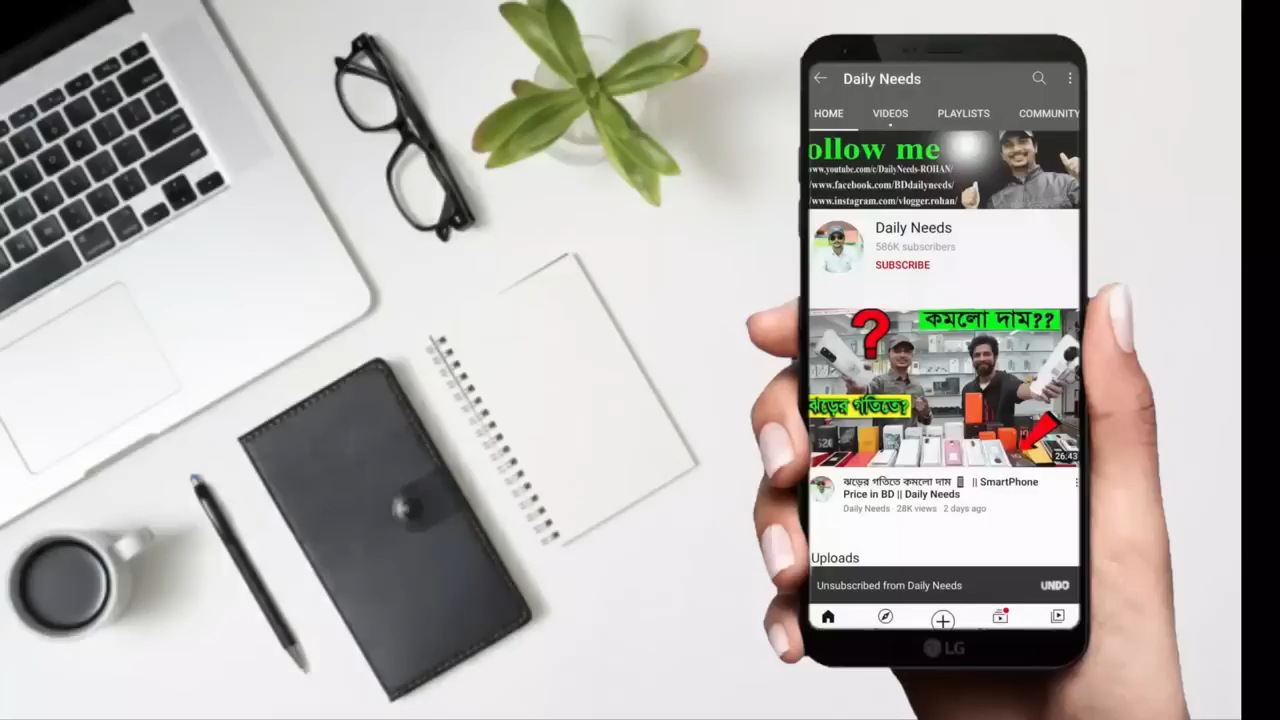 Daily Needs
HOME VIDEOS PLAYLISTS COMMUNITY
ollow me
www.youtube.com/c/DailyNeeds-ROHAN/
/www.facebook.com/BDdailyneeds/
/www.instagram.com/vlogger.rohan/
Daily Needs
586K subscribers
SUBSCRIBE
কমলো দাম??
?
ঝড়ের গতিতে?
26:43
ঝড়ের গতিতে কমলো দাম 📱 || SmartPhone
Price in BD || Daily Needs
Daily Needs · 28K views · 2 days ago
Uploads
Unsubscribed from Daily Needs UNDO
LG